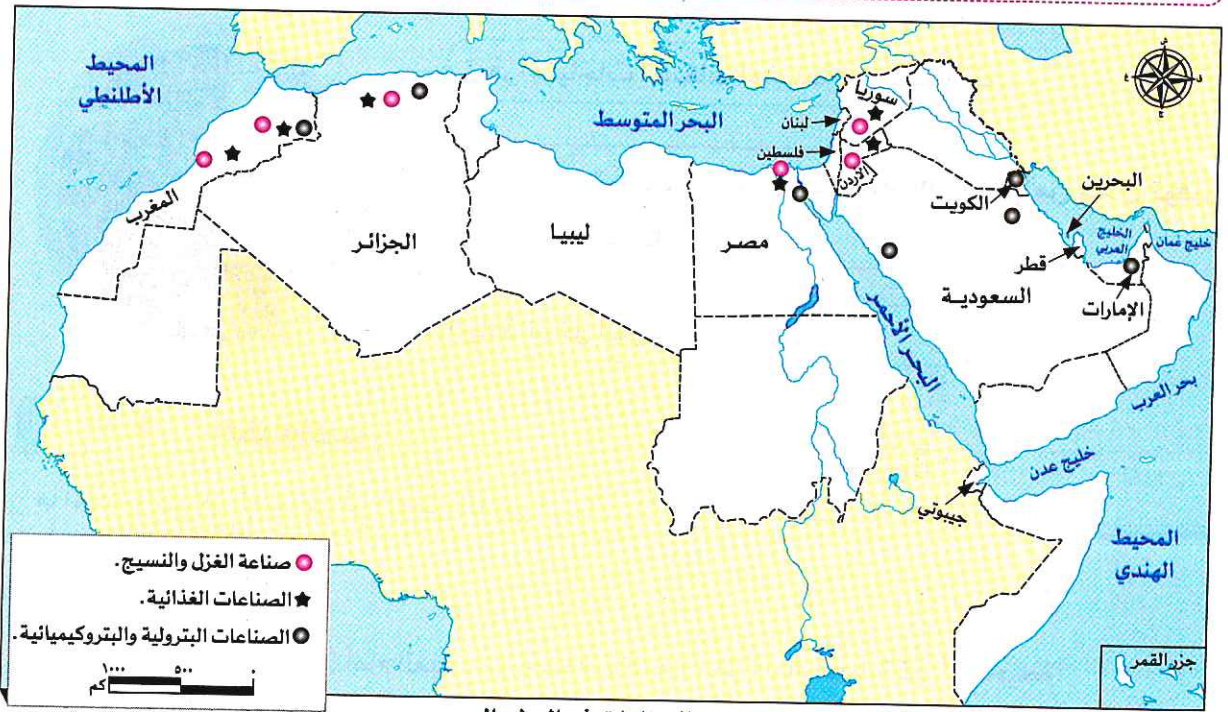 المحيط
الأطلنطي
البحر المتوسط
سوريا
لبنان
فلسطين
الأردن
الكويت
البحرين
الخليج
العربي
خليج عمان
قطر
الإمارات
السعودية
المغرب
الجزائر
ليبيا
مصر
البحر الأحمر
بحر العرب
خليج عدن
جيبوتي
المحيط
الهندي
جزر القمر
صناعة الغزل والنسيج.
الصناعات الغذائية.
الصناعات البترولية والبتروكيميائية.
١٠٠٠ ٥٠٠ ٠
كم